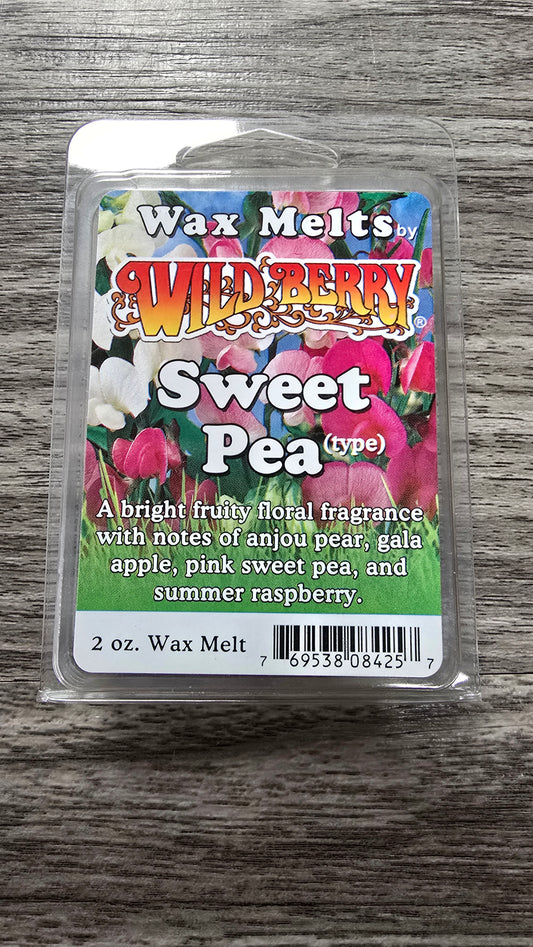 Wax Melts by
WILD BERRY®
Sweet
Pea (type)
A bright fruity floral fragrance
with notes of anjou pear, gala
apple, pink sweet pea, and
summer raspberry.
2 oz. Wax Melt
7 69538 08425 7